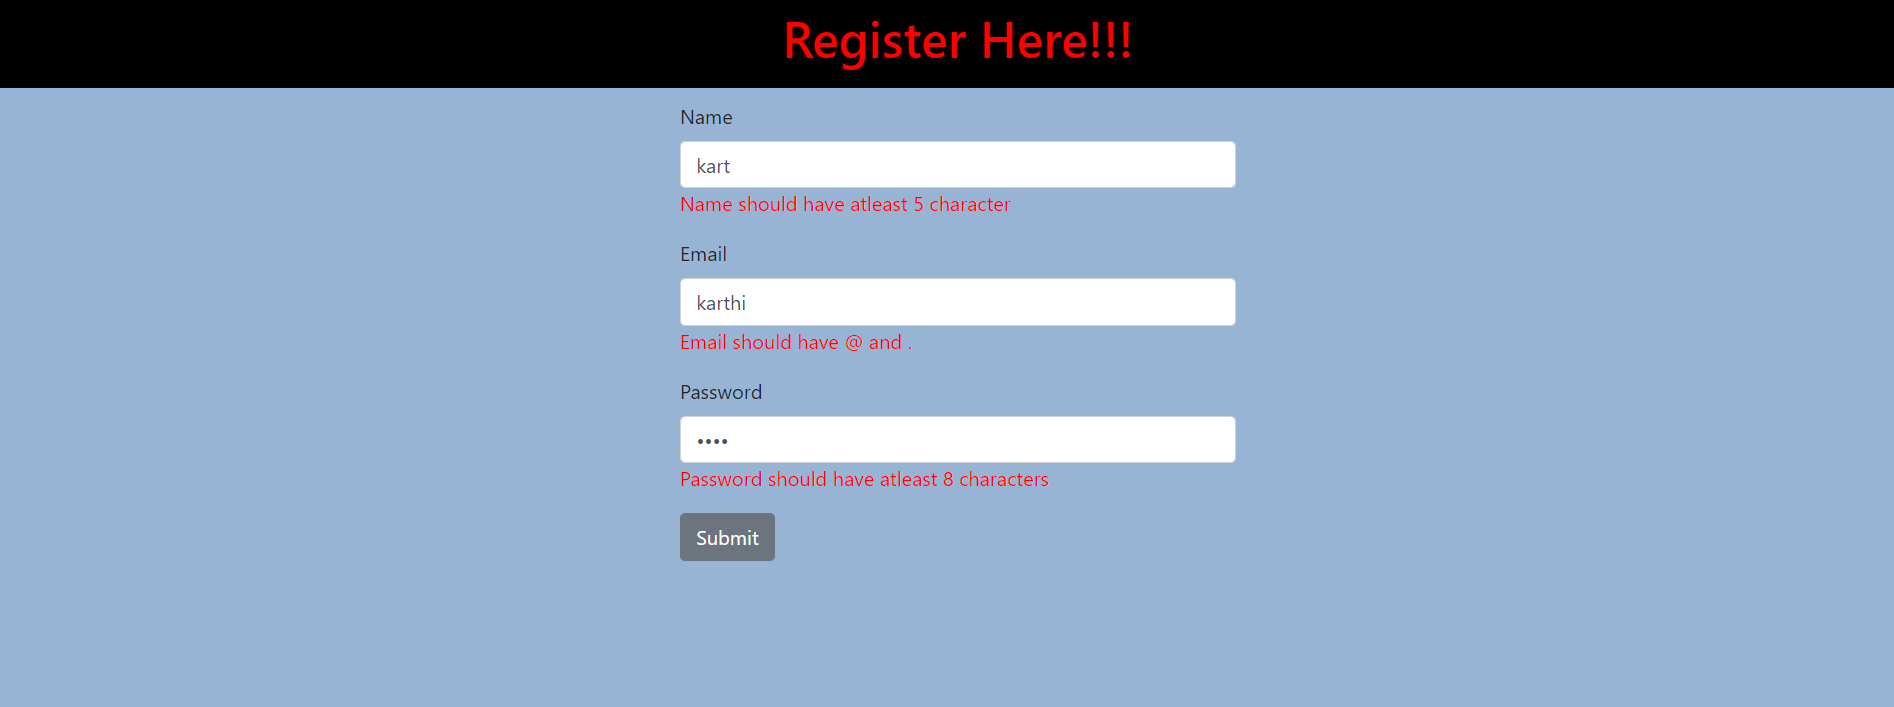 Register Here!!!
Name
kart
Name should have atleast 5 character
Email
karthi
Email should have @ and .
Password
••••
Password should have atleast 8 characters
Submit